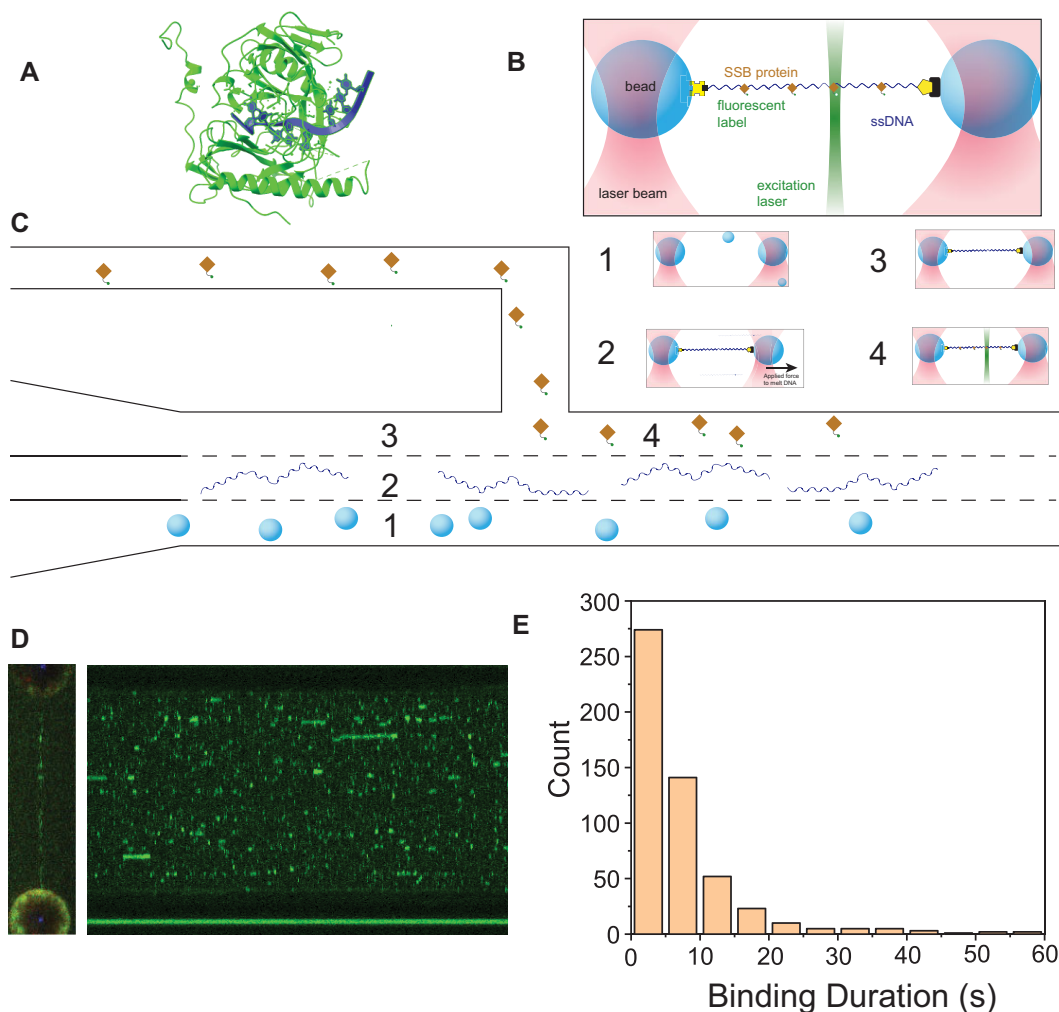 A
B
bead
SSB protein
fluorescent
label
ssDNA
laser beam
excitation
laser
C
1
3
2
Applied force
to melt DNA
4
3
4
2
1
D
E
300
250
200
150
100
50
0
Count
0
10
20
30
40
50
60
Binding Duration (s)